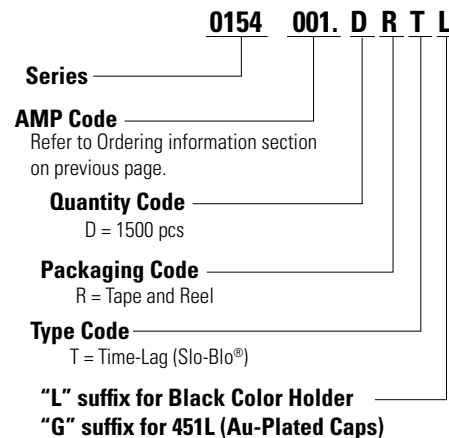 0154 001. D R T L
Series
AMP Code
Refer to Ordering information section
on previous page.
Quantity Code
D = 1500 pcs
Packaging Code
R = Tape and Reel
Type Code
T = Time-Lag (Slo-Blo®)
“L” suffix for Black Color Holder
“G” suffix for 451L (Au-Plated Caps)